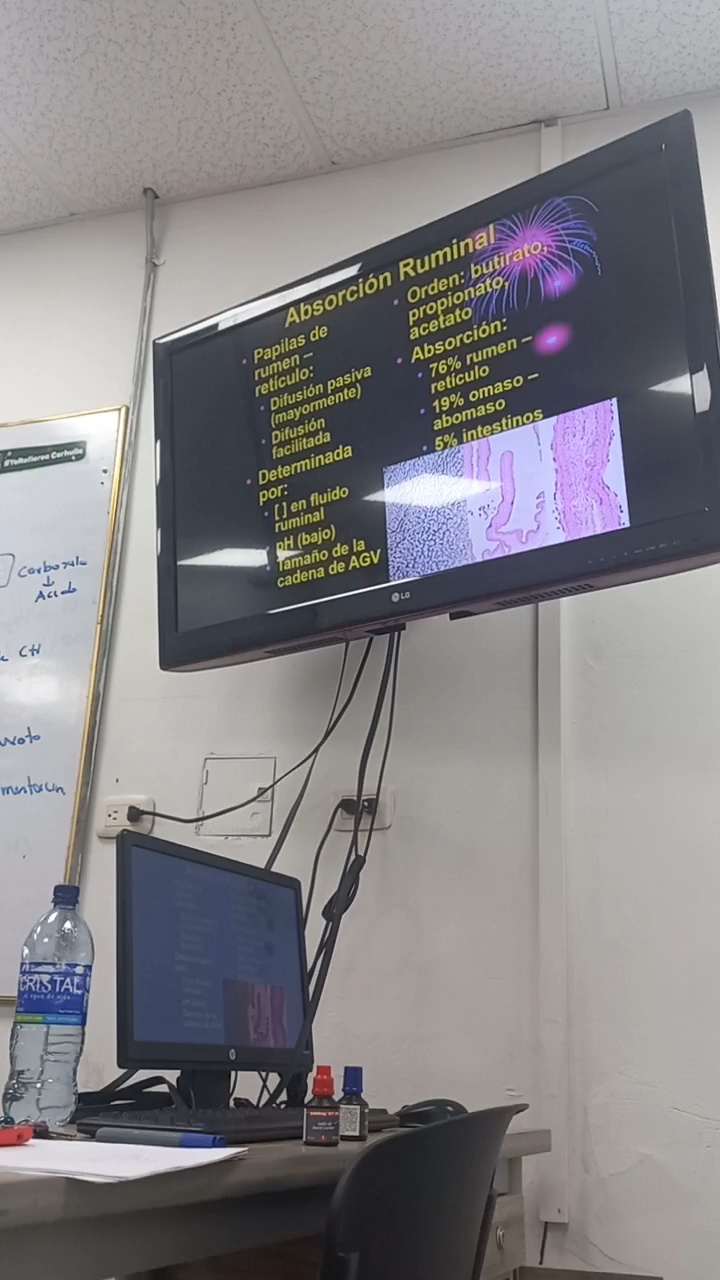 Absorción Ruminal
Papilas de
rumen –
retículo:
Difusión pasiva
(mayormente)
Difusión
facilitada
Determinada
por:
[ ] en fluido
ruminal
pH (bajo)
Tamaño de la
cadena de AGV
Orden: butirato,
propionato,
acetato
Absorción:
76% rumen –
retículo
19% omaso –
abomaso
5% intestinos
LG
Acido
CRISTAL
hp